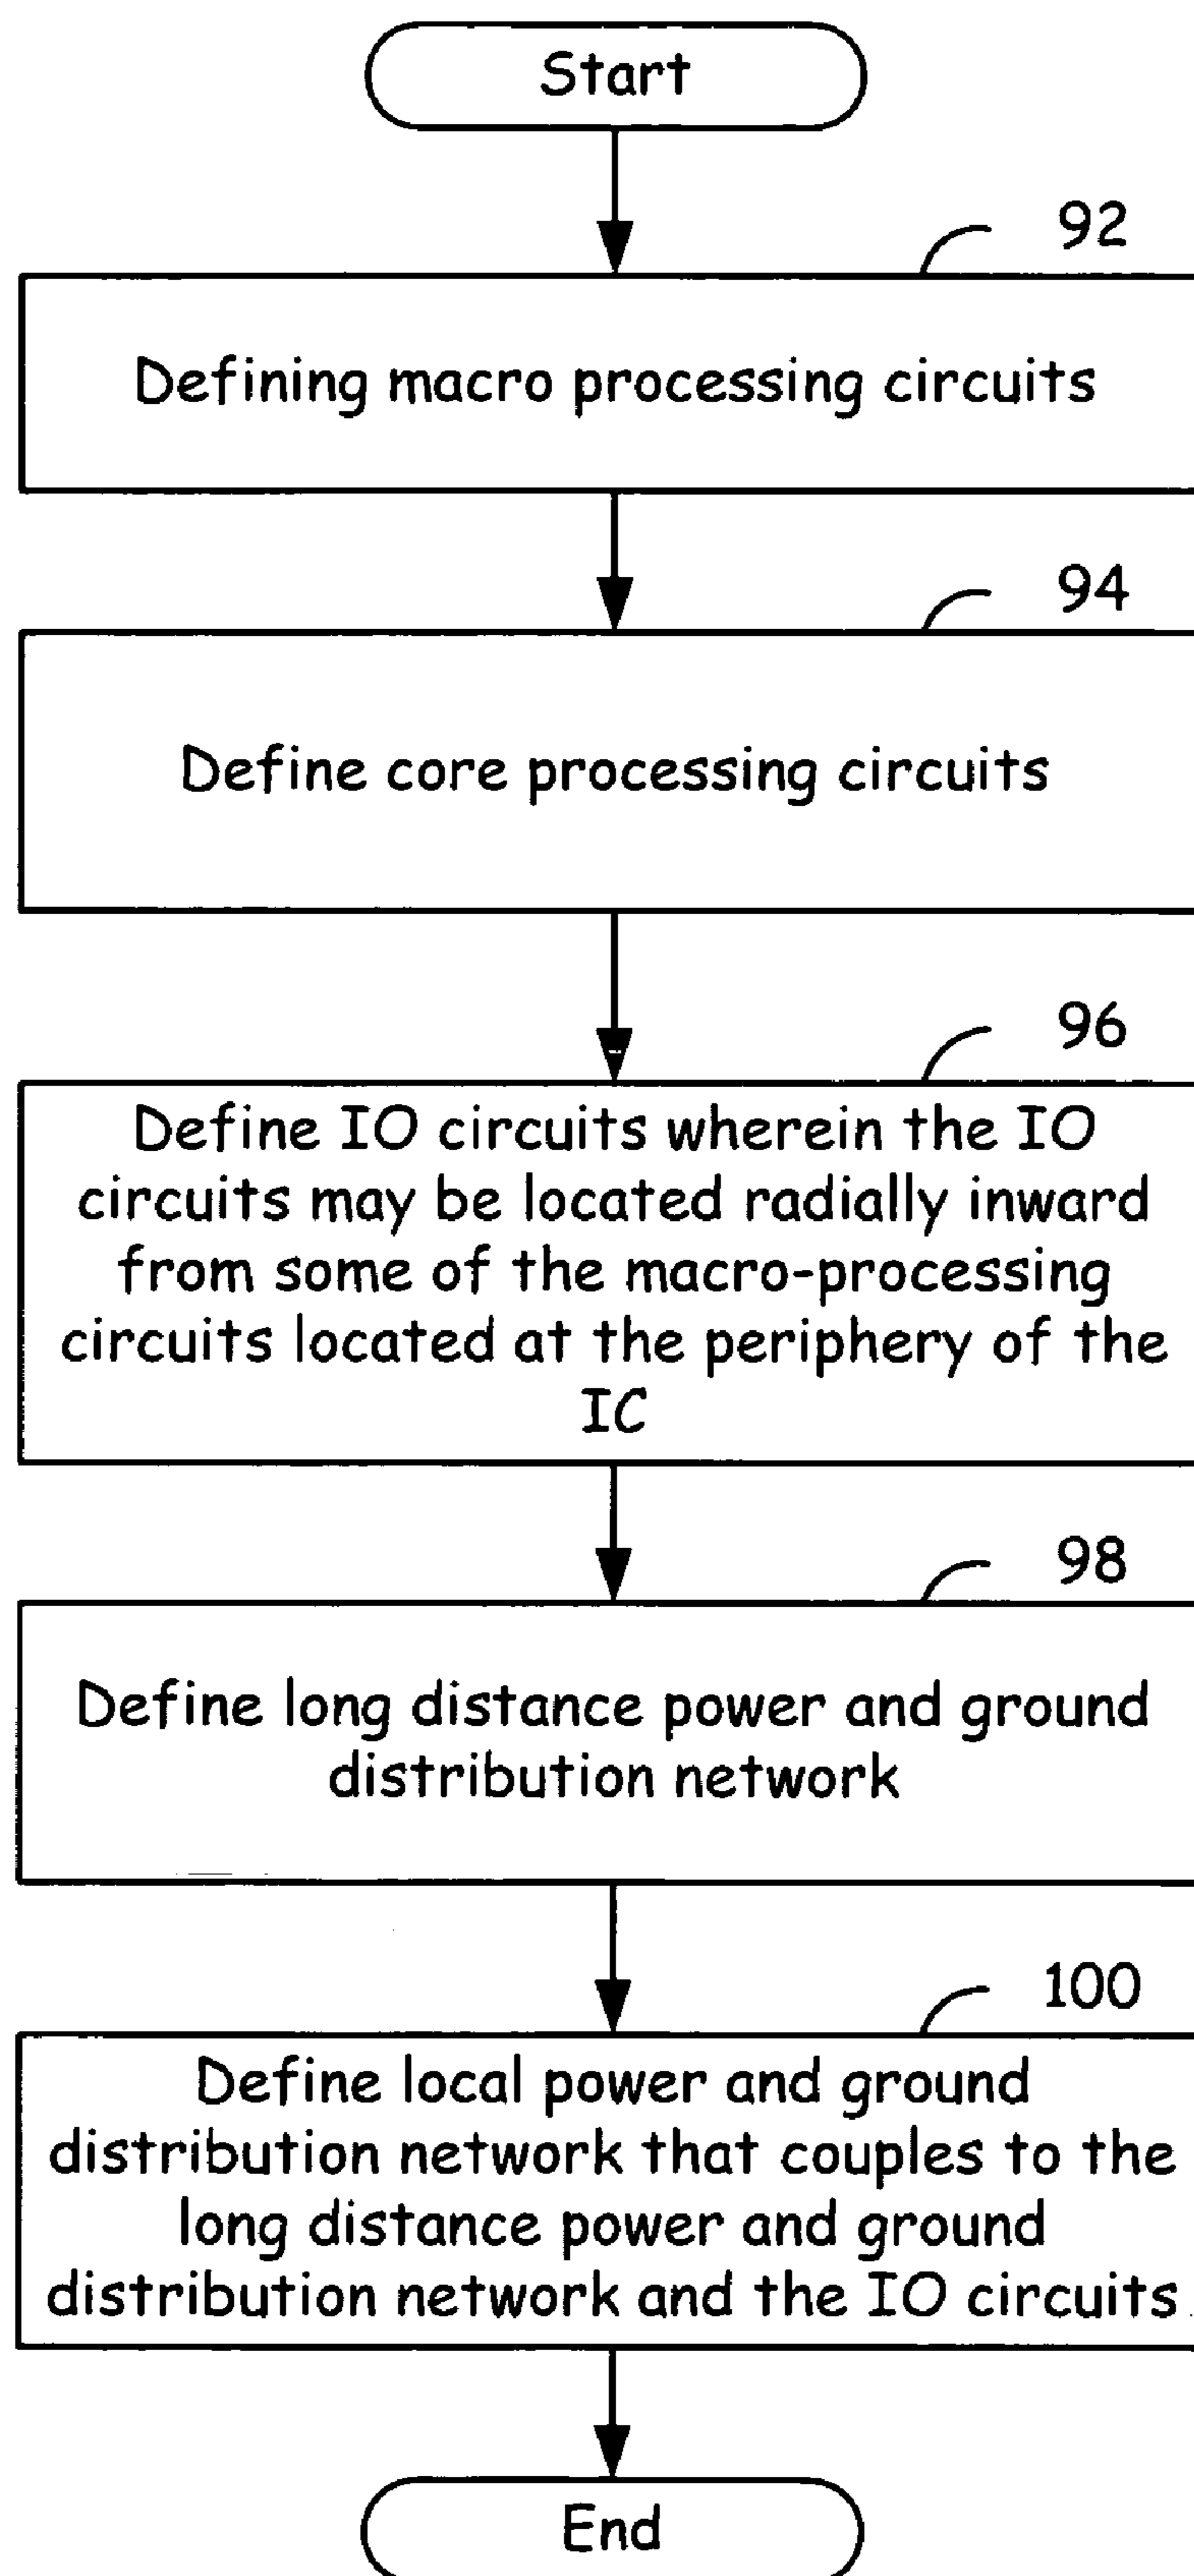 Start
92
Defining macro processing circuits
94
Define core processing circuits
96
Define IO circuits wherein the IO
circuits may be located radially inward
from some of the macro-processing
circuits located at the periphery of the
IC
98
Define long distance power and ground
distribution network
100
Define local power and ground
distribution network that couples to the
long distance power and ground
distribution network and the IO circuits
End